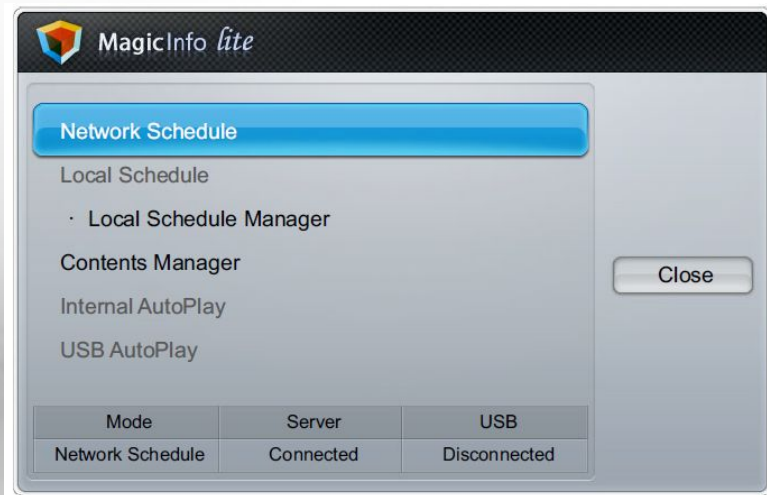 MagicInfo lite
Network Schedule
Local Schedule
· Local Schedule Manager
Contents Manager
Close
Internal AutoPlay
USB AutoPlay
Mode Server USB
Network Schedule Connected Disconnected